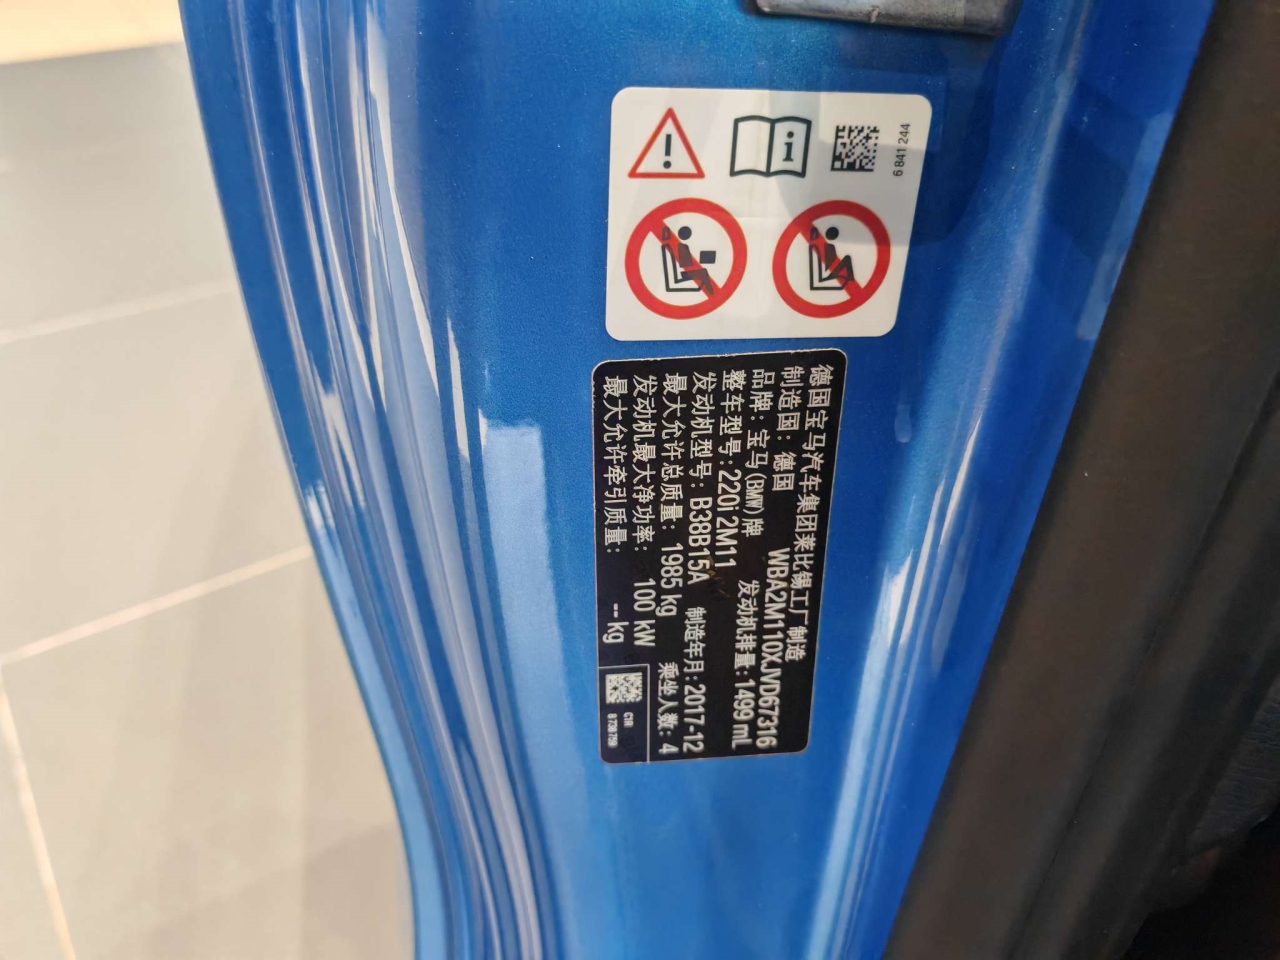 6 841 244
德国宝马汽车集团莱比锡工厂制造
制造国：德国 WBA2M110XJVD67316
品牌：宝马(BMW)牌 发动机排量：1499 mL
整车型号：220i 2M11
发动机型号：B38B15A 制造年月：2017-12
最大允许总质量：1985 kg 乘坐人数：4
发动机最大净功率：100 kW
最大允许牵引质量：-- kg